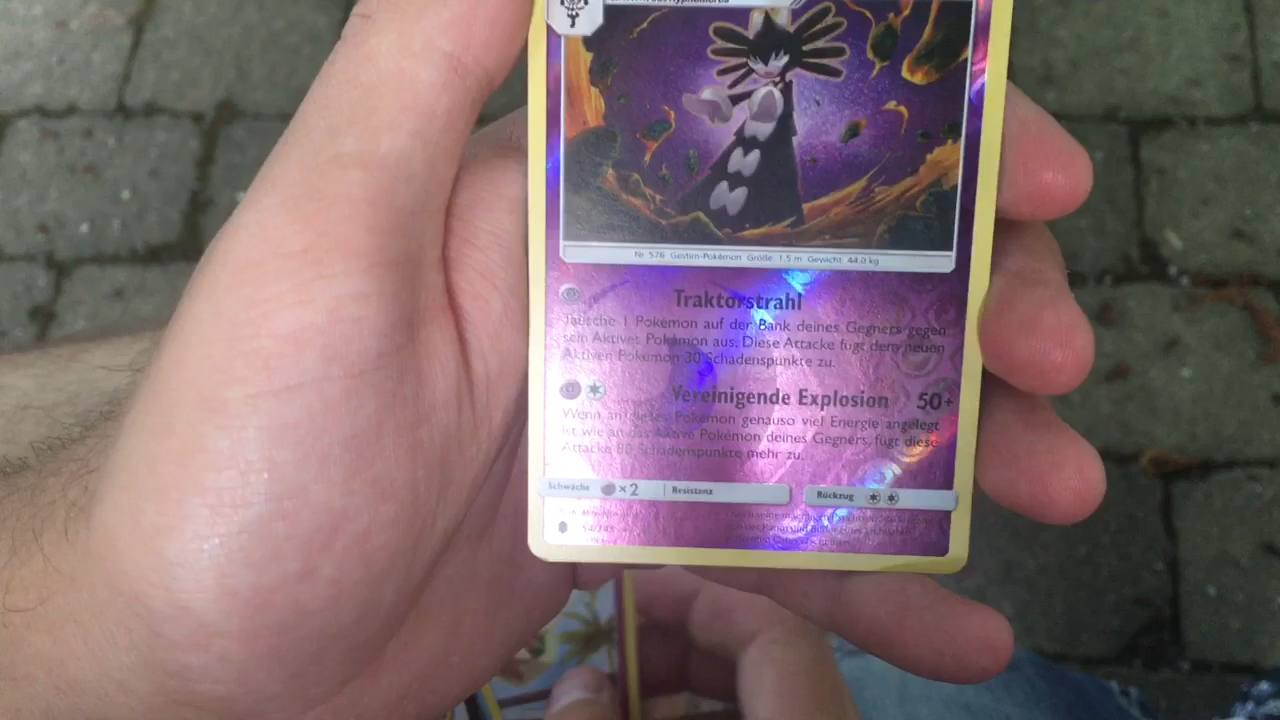 Nr. 576 Gestirn-Pokémon Größe: 1.5 m Gewicht: 44.0 kg
Traktorstrahl
Tausche 1 Pokémon auf der Bank deines Gegners gegen
sein Aktives Pokémon aus. Diese Attacke fügt dem neuen
Aktiven Pokémon 30 Schadenspunkte zu.
Vereinigende Explosion 50+
Wenn an dieses Pokémon genauso viel Energie angelegt
ist wie an das Aktive Pokémon deines Gegners, fügt diese
Attacke 80 Schadenspunkte mehr zu.
Schwäche ×2 Resistenz Rückzug